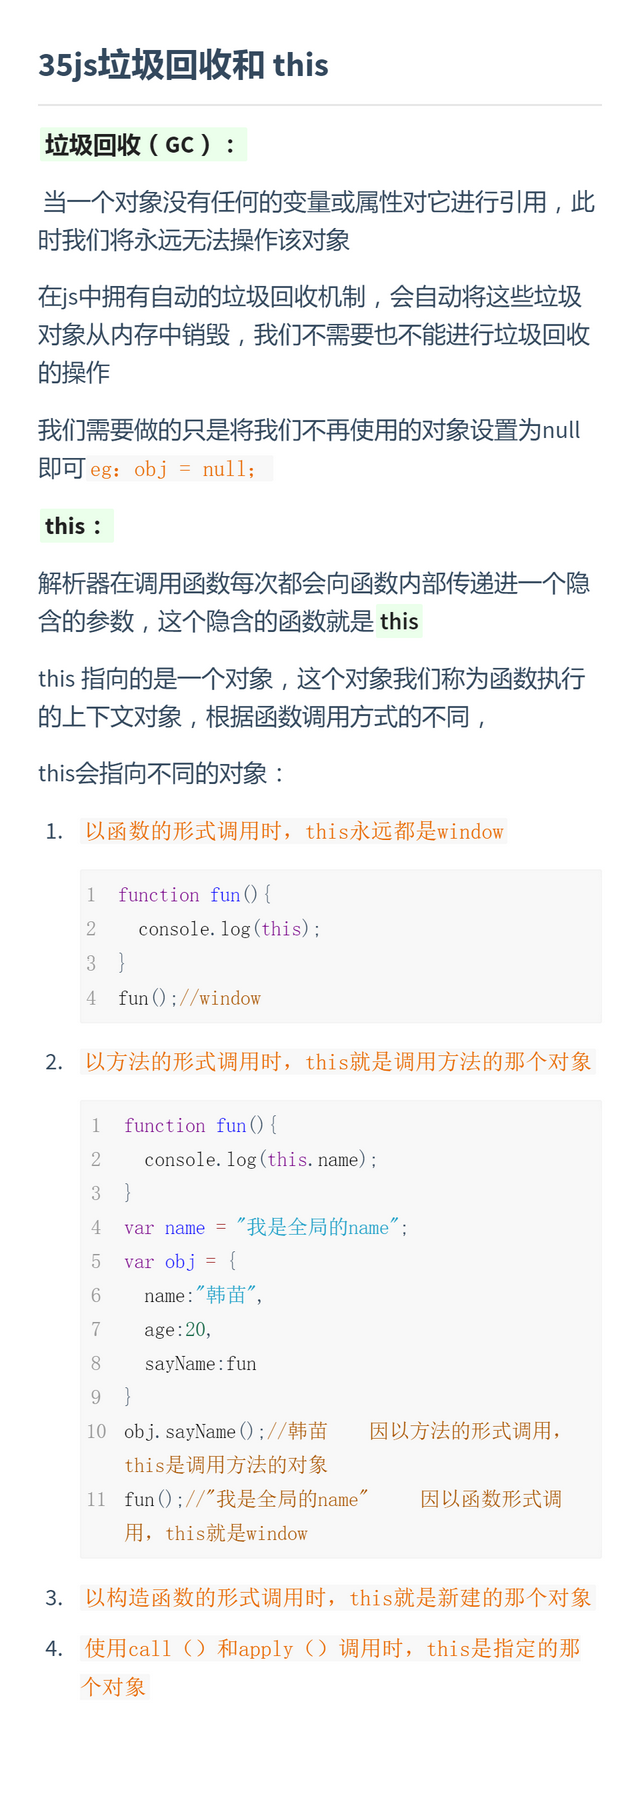 35js垃圾回收和 this
垃圾回收（GC）：
当一个对象没有任何的变量或属性对它进行引用，此
时我们将永远无法操作该对象
在js中拥有自动的垃圾回收机制，会自动将这些垃圾
对象从内存中销毁，我们不需要也不能进行垃圾回收
的操作
我们需要做的只是将我们不再使用的对象设置为null
即可 eg：obj = null；
this：
解析器在调用函数每次都会向函数内部传递进一个隐
含的参数，这个隐含的函数就是 this
this 指向的是一个对象，这个对象我们称为函数执行
的上下文对象，根据函数调用方式的不同，
this会指向不同的对象：
1. 以函数的形式调用时，this永远都是window
1 function fun(){
2 console.log(this);
3 }
4 fun();//window
2. 以方法的形式调用时，this就是调用方法的那个对象
1 function fun(){
2 console.log(this.name);
3 }
4 var name = "我是全局的name";
5 var obj = {
6 name:"韩苗",
7 age:20,
8 sayName:fun
9 }
10 obj.sayName();//韩苗 因以方法的形式调用，
this是调用方法的对象
11 fun();//"我是全局的name" 因以函数形式调
用，this就是window
3. 以构造函数的形式调用时，this就是新建的那个对象
4. 使用call（）和apply（）调用时，this是指定的那
个对象